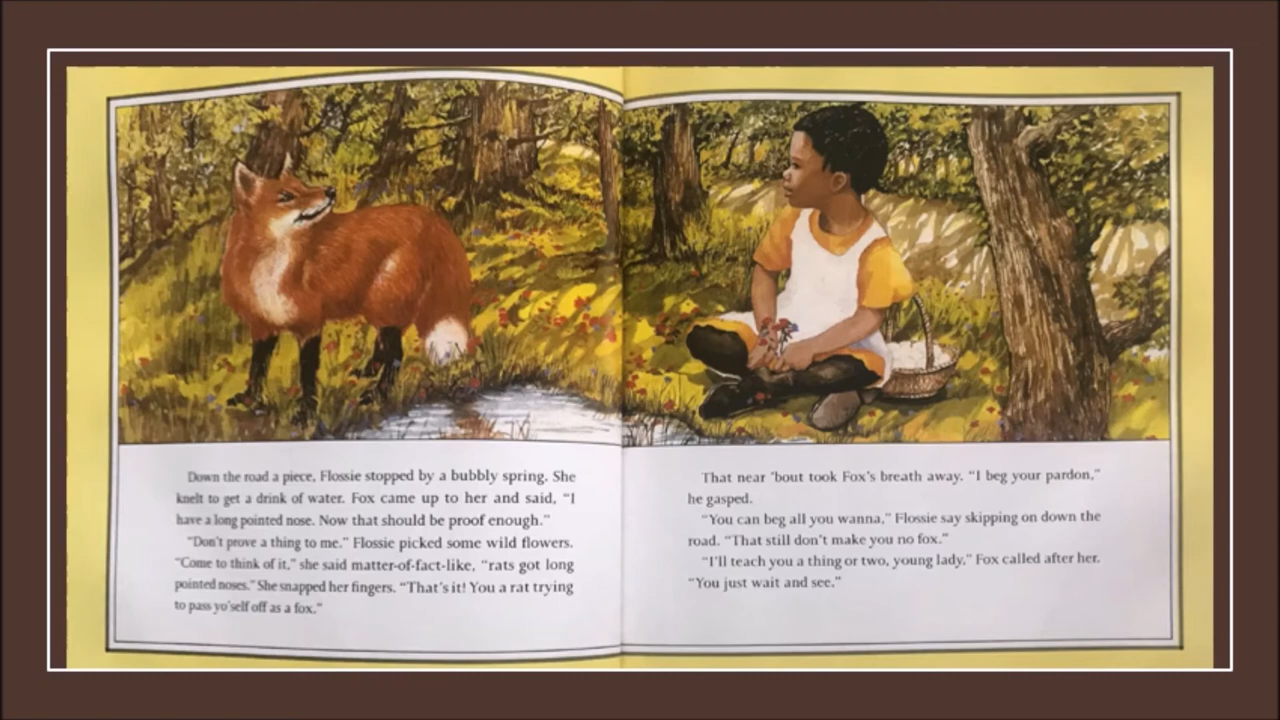 Down the road a piece, Flossie stopped by a bubbly spring. She
knelt to get a drink of water. Fox came up to her and said, “I
have a long pointed nose. Now that should be proof enough.”
“Don’t prove a thing to me.” Flossie picked some wild flowers.
“Come to think of it,” she said matter-of-fact-like, “rats got long
pointed noses.” She snapped her fingers. “That’s it! You a rat trying
to pass yo’self off as a fox.”
That near ’bout took Fox’s breath away. “I beg your pardon,”
he gasped.
“You can beg all you wanna,” Flossie say skipping on down the
road. “That still don’t make you no fox.”
“I’ll teach you a thing or two, young lady,” Fox called after her.
“You just wait and see.”